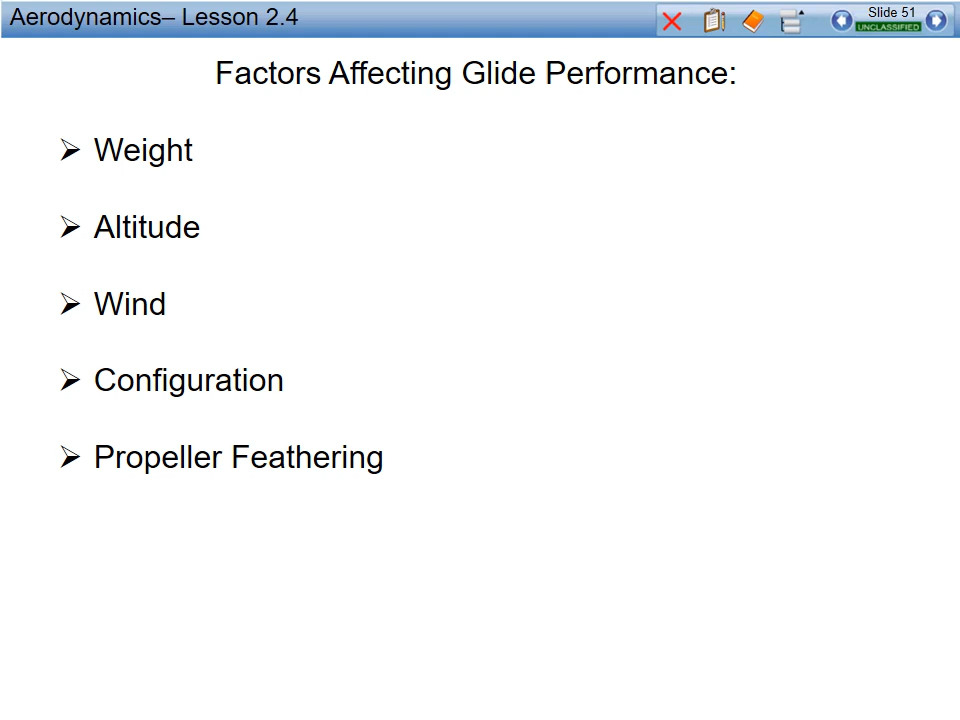 Aerodynamics– Lesson 2.4
Slide 51
UNCLASSIFIED
Factors Affecting Glide Performance:
➢ Weight
➢ Altitude
➢ Wind
➢ Configuration
➢ Propeller Feathering